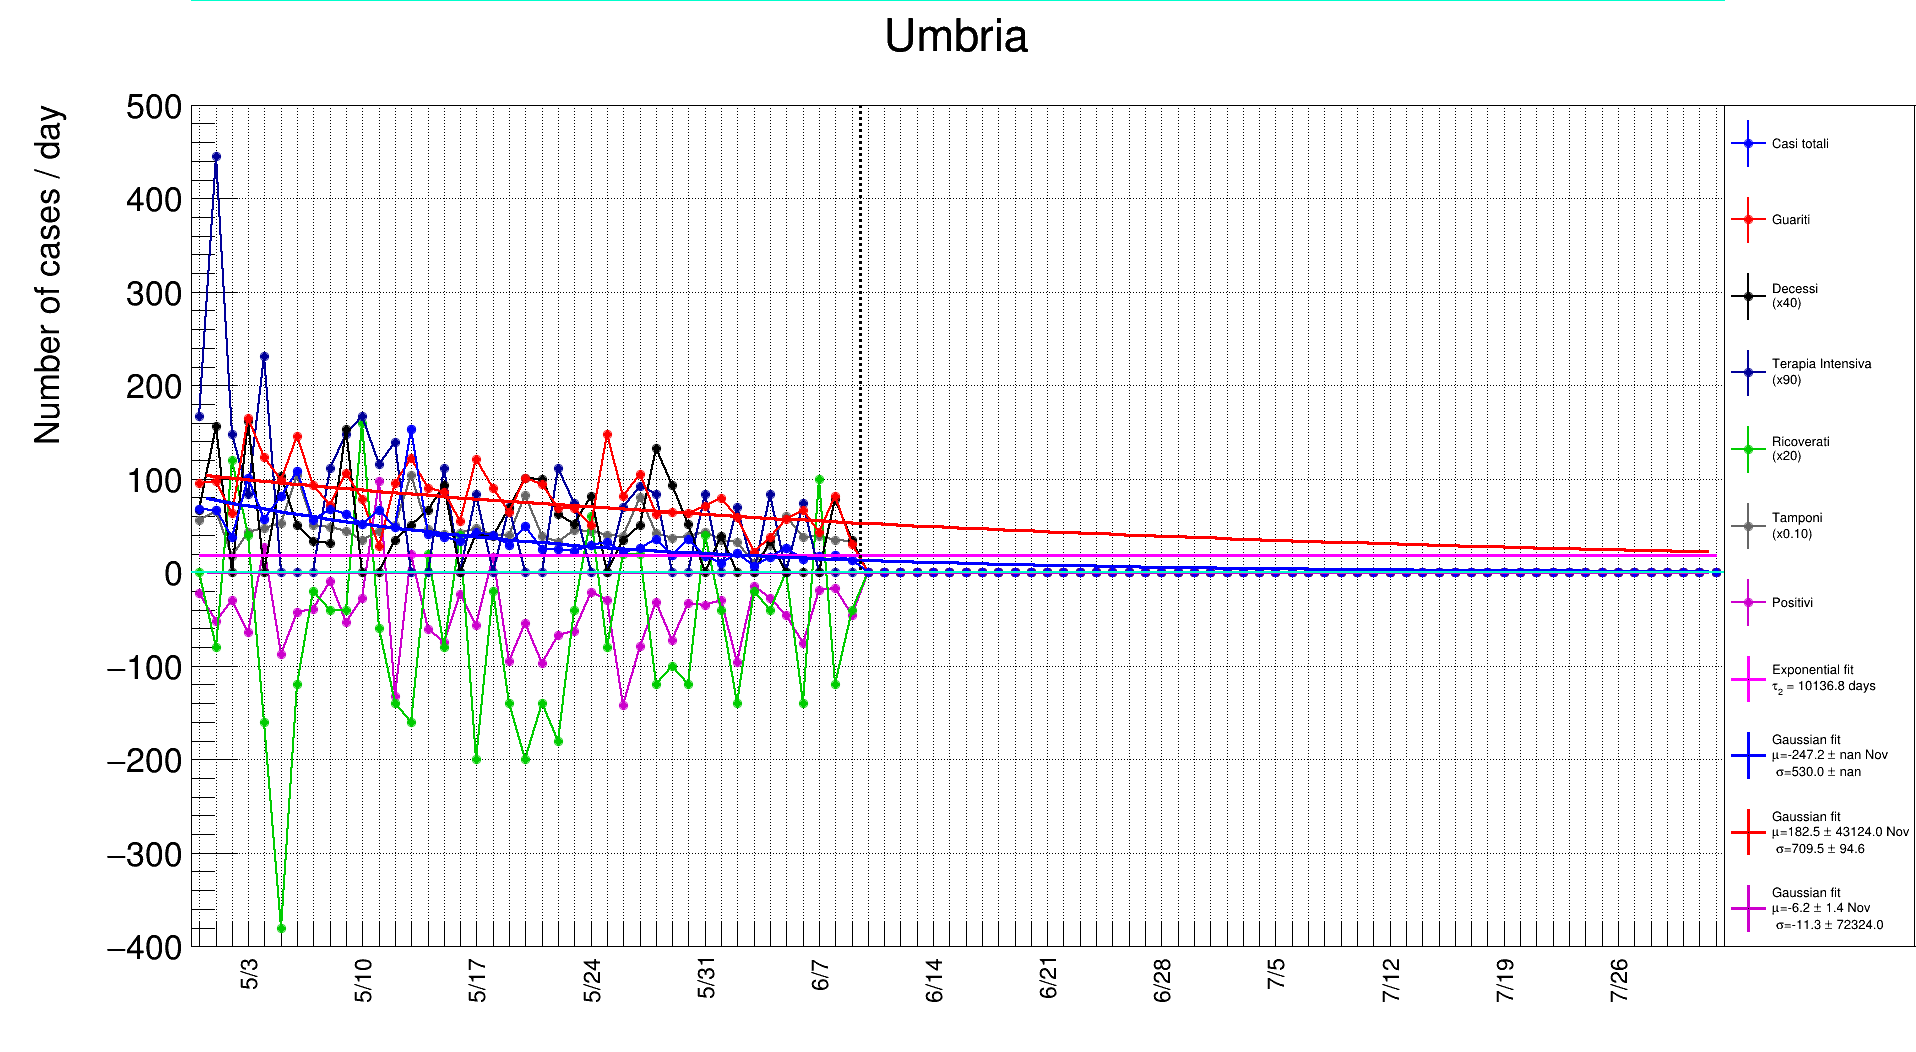 Umbria
Number of cases / day
500
400
300
200
100
0
−100
−200
−300
−400
5/3
5/10
5/17
5/24
5/31
6/7
6/14
6/21
6/28
7/5
7/12
7/19
7/26
Casi totali
Guariti
Decessi
(x40)
Terapia Intensiva
(x90)
Ricoverati
(x20)
Tamponi
(x0.10)
Positivi
Exponential fit
τ2 = 10136.8 days
Gaussian fit
μ=-247.2 ± nan Nov
σ=530.0 ± nan
Gaussian fit
μ=182.5 ± 43124.0 Nov
σ=709.5 ± 94.6
Gaussian fit
μ=-6.2 ± 1.4 Nov
σ=-11.3 ± 72324.0